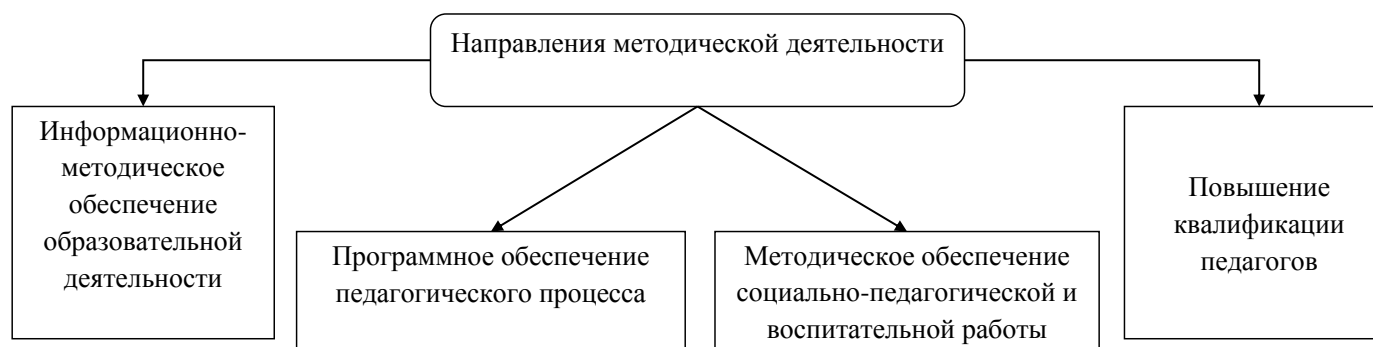 Направления методической деятельности
Информационно-
методическое
обеспечение
образовательной
деятельности
Программное обеспечение
педагогического процесса
Методическое обеспечение
социально-педагогической и
воспитательной работы
Повышение
квалификации
педагогов